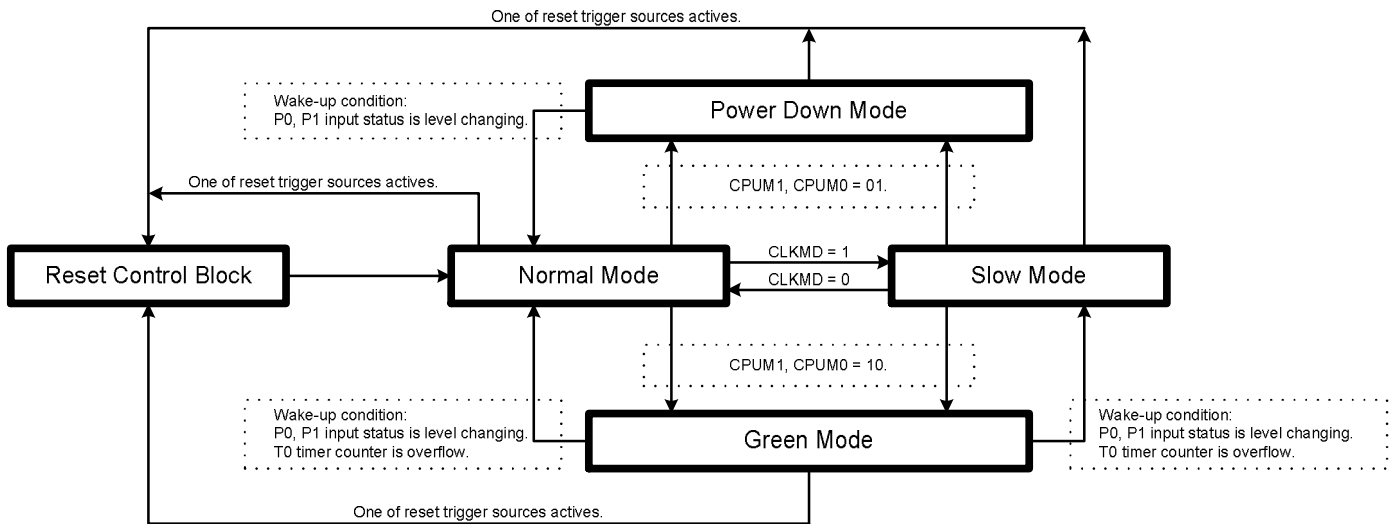 One of reset trigger sources actives.
Wake-up condition:
P0, P1 input status is level changing.
Power Down Mode
One of reset trigger sources actives.
CPUM1, CPUM0 = 01.
Reset Control Block
Normal Mode
CLKMD = 1
CLKMD = 0
Slow Mode
CPUM1, CPUM0 = 10.
Wake-up condition:
P0, P1 input status is level changing.
T0 timer counter is overflow.
Green Mode
Wake-up condition:
P0, P1 input status is level changing.
T0 timer counter is overflow.
One of reset trigger sources actives.